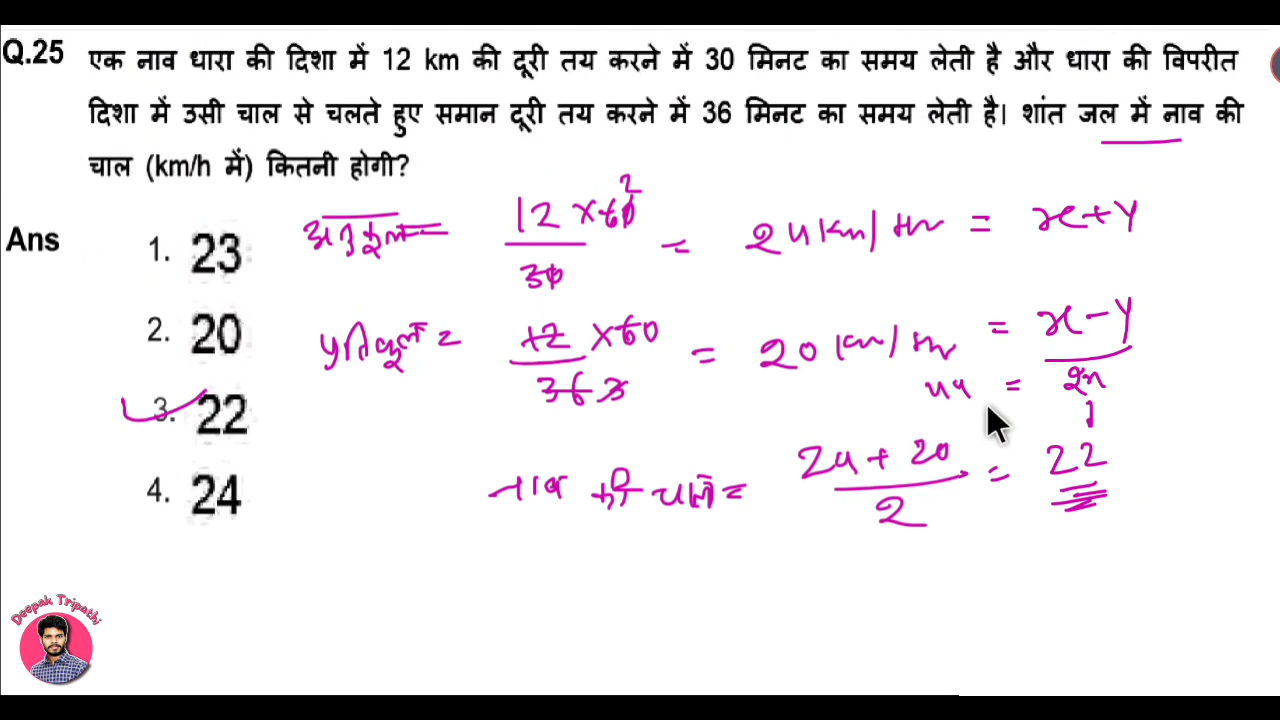 Q.25 एक नाव धारा की दिशा में 12 km की दूरी तय करने में 30 मिनट का समय लेती है और धारा की विपरीत
दिशा में उसी चाल से चलते हुए समान दूरी तय करने में 36 मिनट का समय लेती है। शांत जल में नाव की
चाल (km/h में) कितनी होगी?
Ans
1. 23
2. 20
3. 22
4. 24
अनुकूल = 12 × 60 2 / 30 = 24 km/hr = x + y
प्रतिकूल = 12 × 60 / 36 3 = 20 km/hr = x - y
44 = 2x
नाव की चाल = 24 + 20 / 2 = 22
Deepak Tripathi